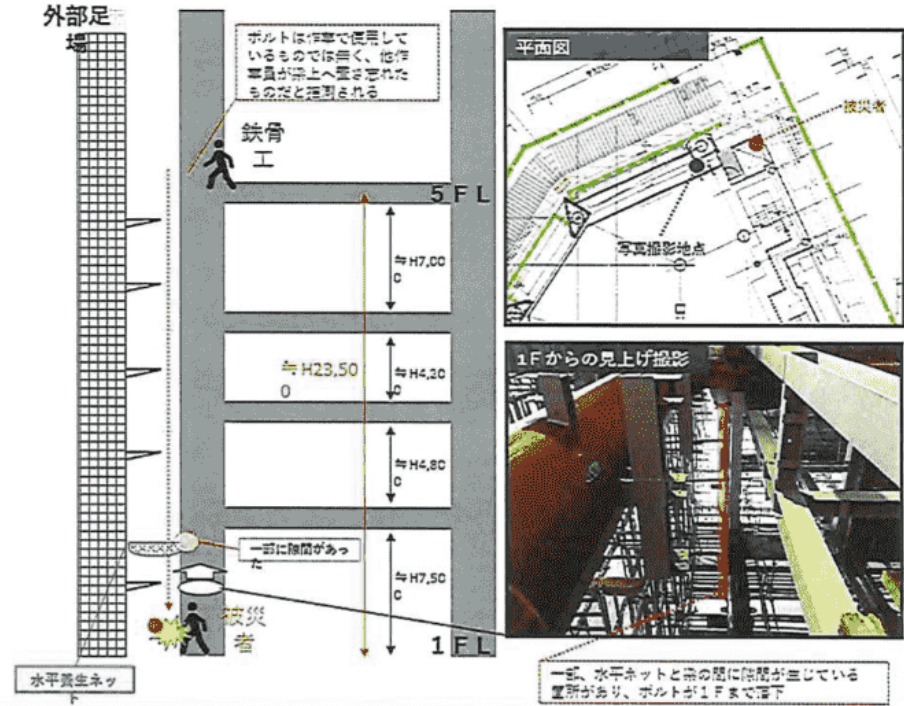 外部足
場
ボルトは作業で使用して
いるものでは無く、他作
業員が梁上へ置き忘れた
ものだと推測される
鉄骨
工
5FL
≒H7,00
0
≒H23,50
0
≒H4,20
0
≒H4,80
0
一部に隙間があっ
た
≒H7,50
0
被災
者
1FL
水平養生ネッ
ト
平面図
被災者
写真撮影地点
1Fからの見上げ撮影
一部、水平ネットと梁の間に隙間が生じている
箇所があり、ボルトが1Fまで落下